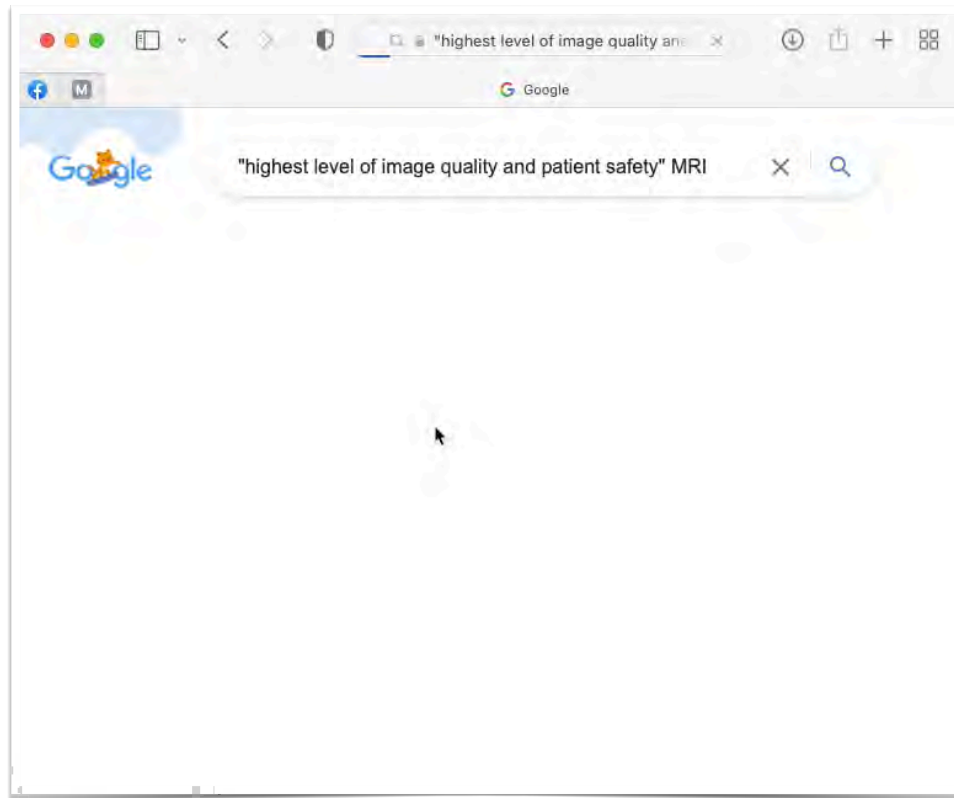 "highest level of image quality an
M
G Google
Google
"highest level of image quality and patient safety" MRI